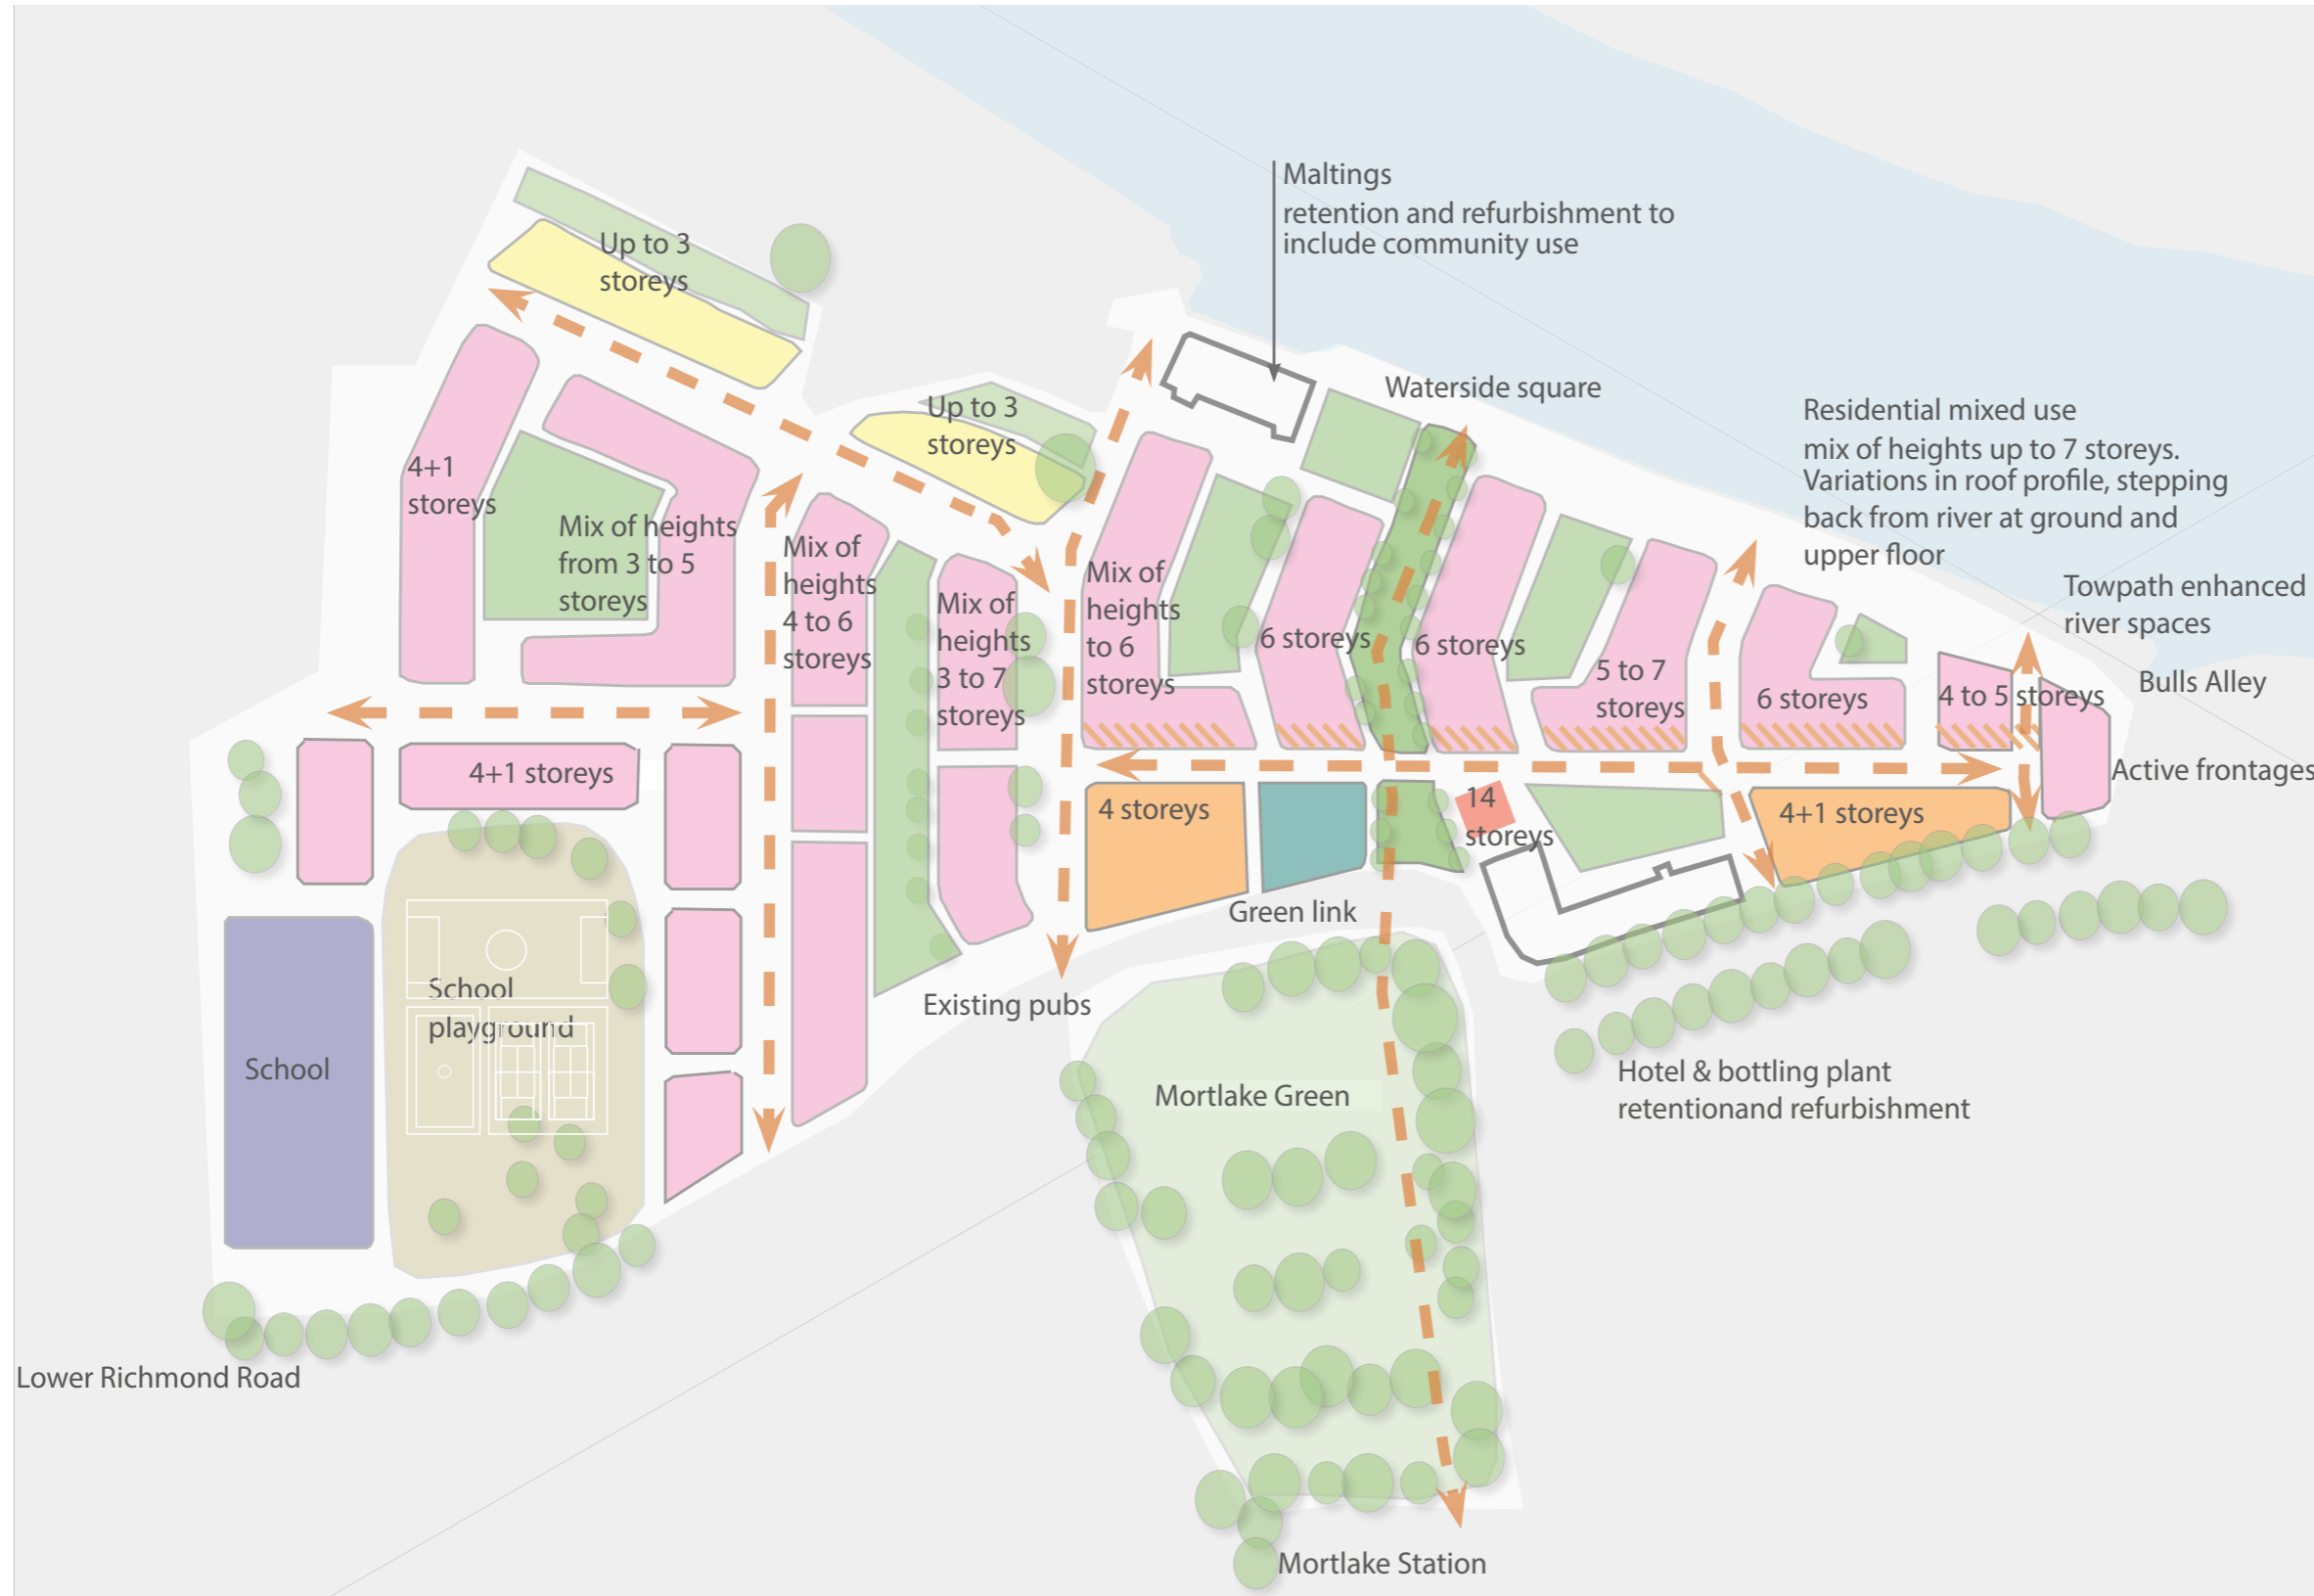 Maltings
retention and refurbishment to
include community use
Up to 3
storeys
Waterside square
Up to 3
storeys
Residential mixed use
mix of heights up to 7 storeys.
Variations in roof profile, stepping
back from river at ground and
upper floor
4+1
storeys
Mix of heights
from 3 to 5
storeys
Mix of
heights
4 to 6
storeys
Mix of
heights
3 to 7
storeys
Mix of
heights
to 6
storeys
6 storeys
6 storeys
5 to 7
storeys
6 storeys
4 to 5 storeys
Towpath enhanced
river spaces
Bulls Alley
Active frontages
4+1 storeys
4 storeys
14
storeys
4+1 storeys
Green link
School
playground
School
Existing pubs
Mortlake Green
Hotel & bottling plant
retentionand refurbishment
Lower Richmond Road
Mortlake Station